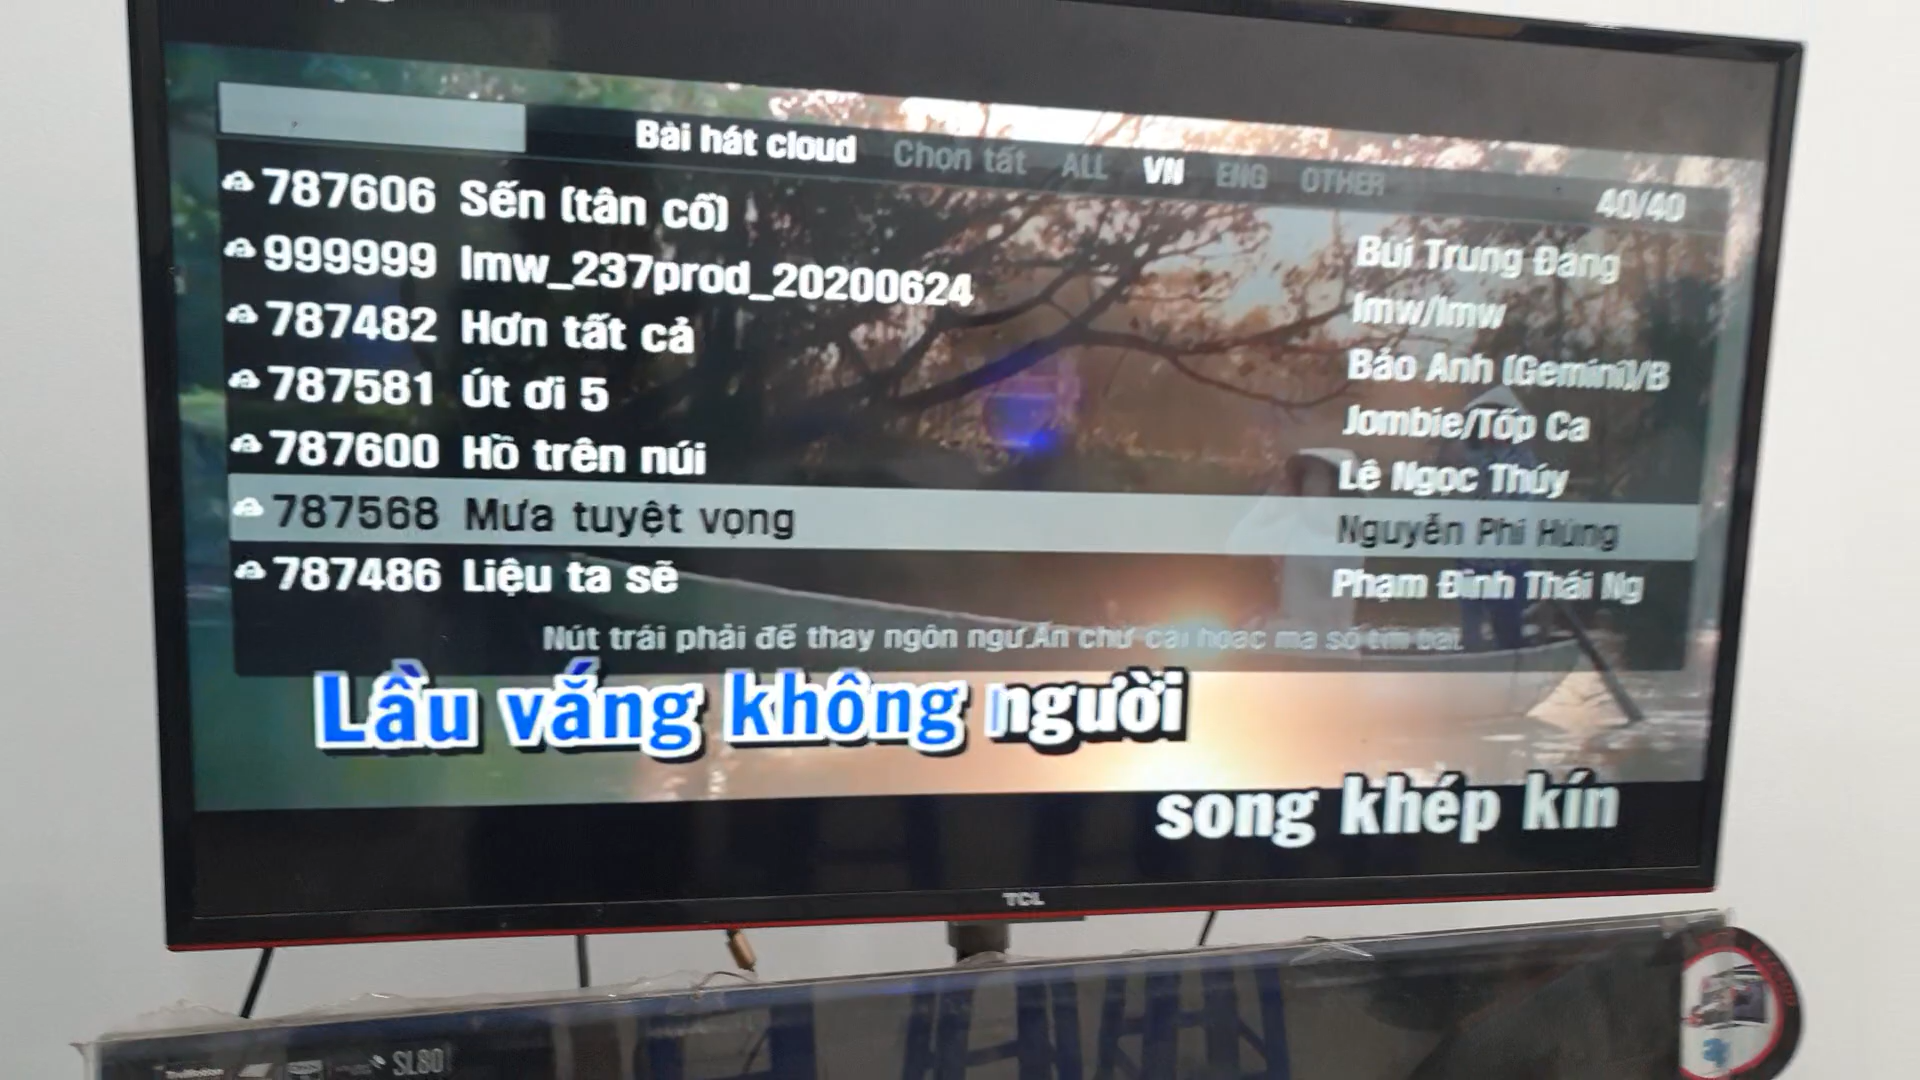 Bài hát cloud Chọn tất ALL VN ENG OTHER 40/40
787606 Sến (tân cổ) Bùi Trung Đẳng
999999 lmw_237prod_20200624 lmw/lmw
787482 Hơn tất cả Bảo Anh (Gemini)/B
787581 Út ơi 5 Jombie/Tốp Ca
787600 Hồ trên núi Lê Ngọc Thúy
787568 Mưa tuyệt vọng Nguyễn Phi Hùng
787486 Liệu ta sẽ Phạm Đình Thái Ng
Nút trái phải để thay ngôn ngữ.Ấn chữ cái hoặc mã số tìm bài.
Lầu vắng không người
song khép kín
TCL
SL80